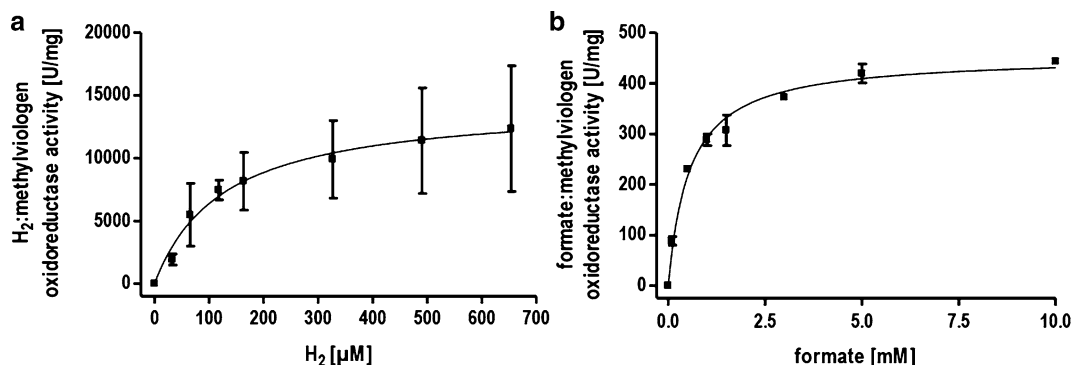 a
H2:methylviologen
oxidoreductase activity [U/mg]
20000
15000
10000
5000
0
0 100 200 300 400 500 600 700
H2 [µM]
b
formate:methylviologen
oxidoreductase activity [U/mg]
500
400
300
200
100
0
0.0 2.5 5.0 7.5 10.0
formate [mM]